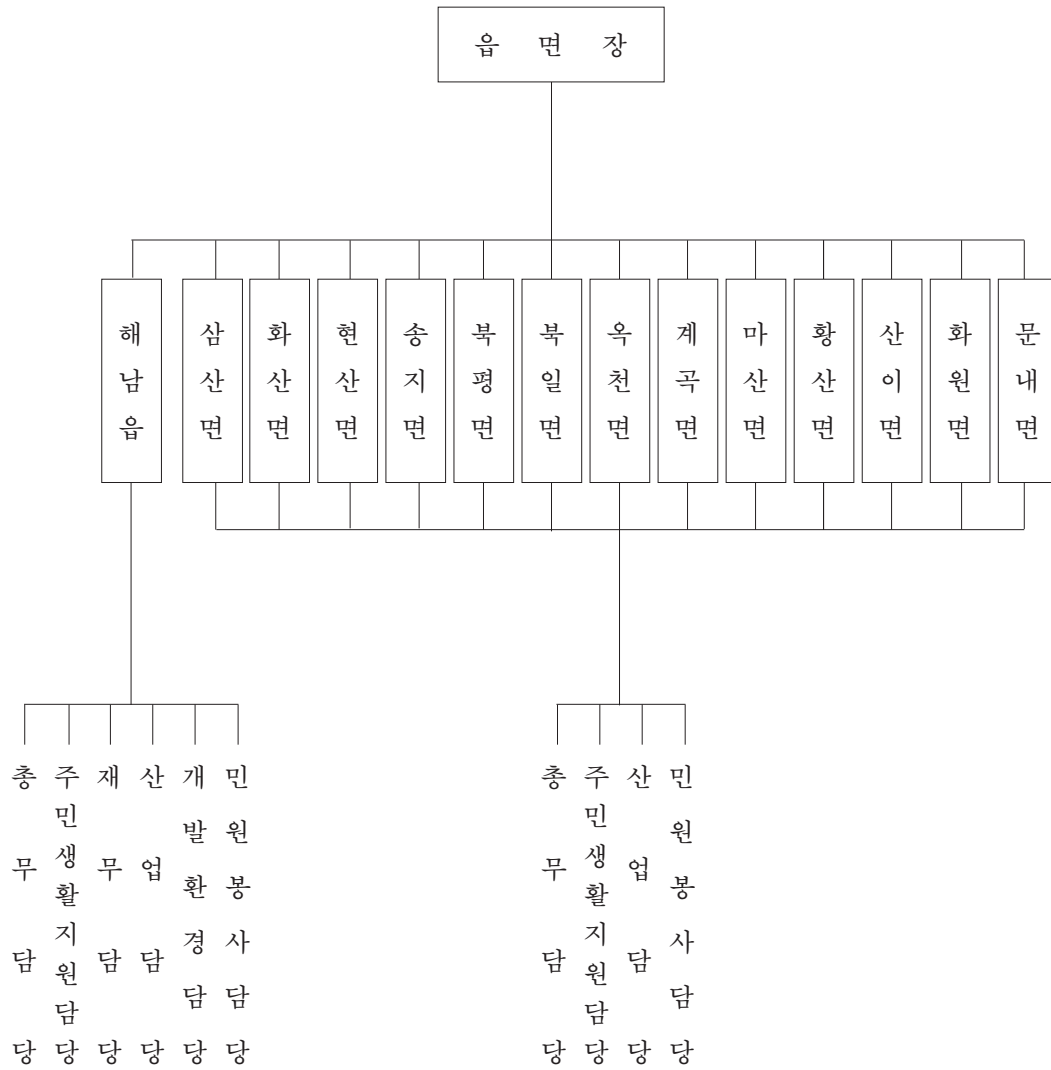 읍 면 장
해남읍
삼산면
화산면
현산면
송지면
북평면
북일면
옥천면
계곡면
마산면
황산면
산이면
화원면
문내면
총무담당
주민생활지원담당
재무담당
산업담당
개발환경담당
민원봉사담당
총무담당
주민생활지원담당
산업담당
민원봉사담당